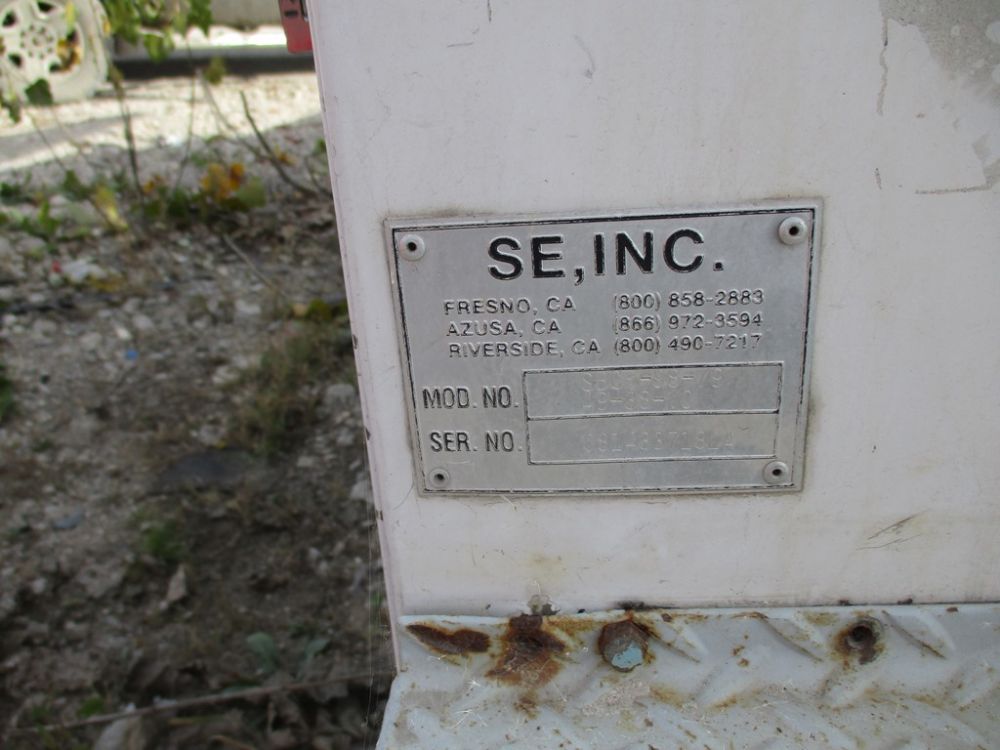 SE, INC.
FRESNO, CA (800) 858-2883
AZUSA, CA (866) 972-3594
RIVERSIDE, CA (800) 490-7217
MOD. NO.
SER. NO.